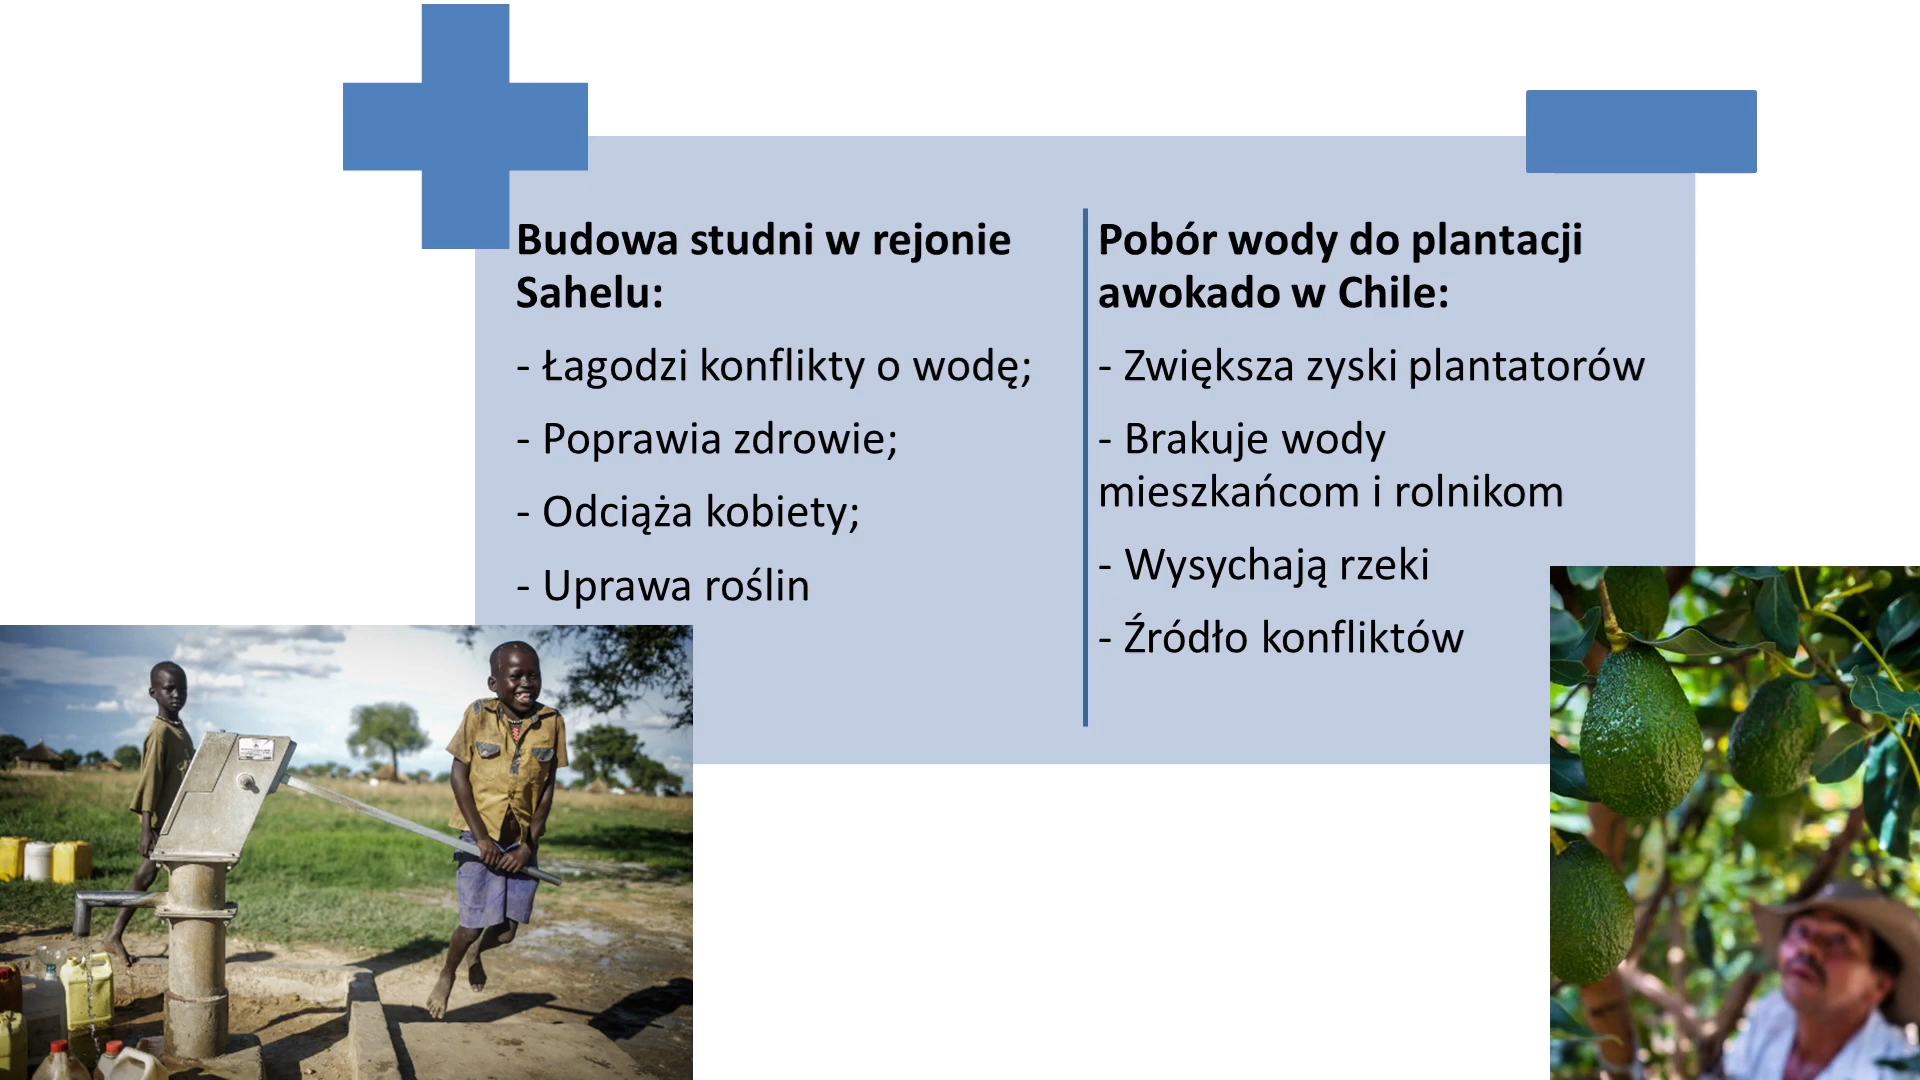 Budowa studni w rejonie
Sahelu:
- Łagodzi konflikty o wodę;
- Poprawia zdrowie;
- Odciąża kobiety;
- Uprawa roślin
Pobór wody do plantacji
awokado w Chile:
- Zwiększa zyski plantatorów
- Brakuje wody
mieszkańcom i rolnikom
- Wysychają rzeki
- Źródło konfliktów